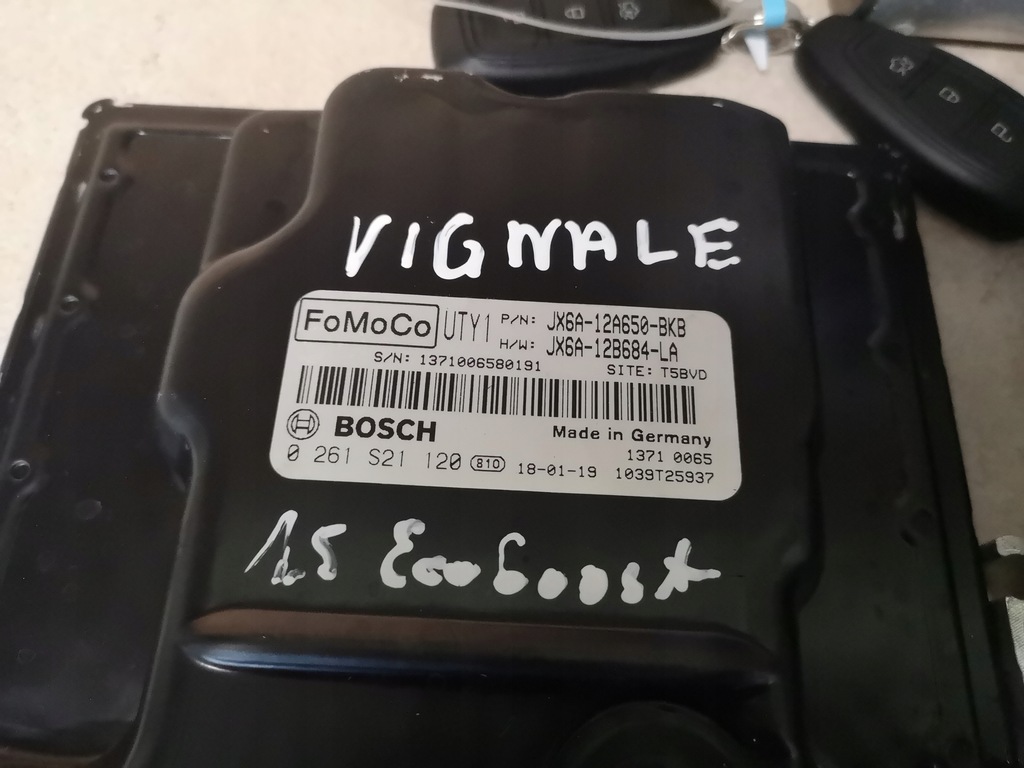 VIGNALE
FoMoCo UTY1 P/N: JX6A-12A650-BKB
H/W: JX6A-12B684-LA
S/N: 1371006580191 SITE: T5BVD
BOSCH Made in Germany
1371 0065
0 261 S21 120 810 18-01-19 1039T25937
1.5 Ecoboost